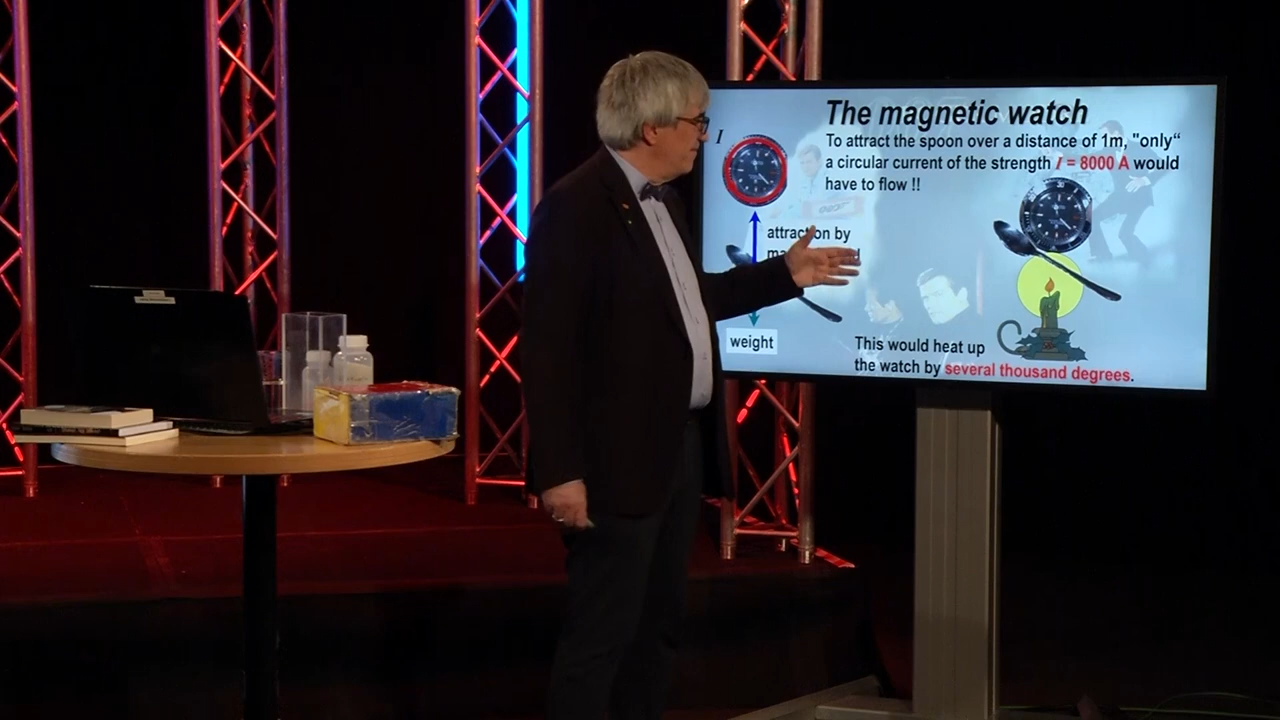 The magnetic watch
I
To attract the spoon over a distance of 1m, "only“
a circular current of the strength I = 8000 A would
have to flow !!
by
weight
This would heat up
the watch by several thousand degrees.